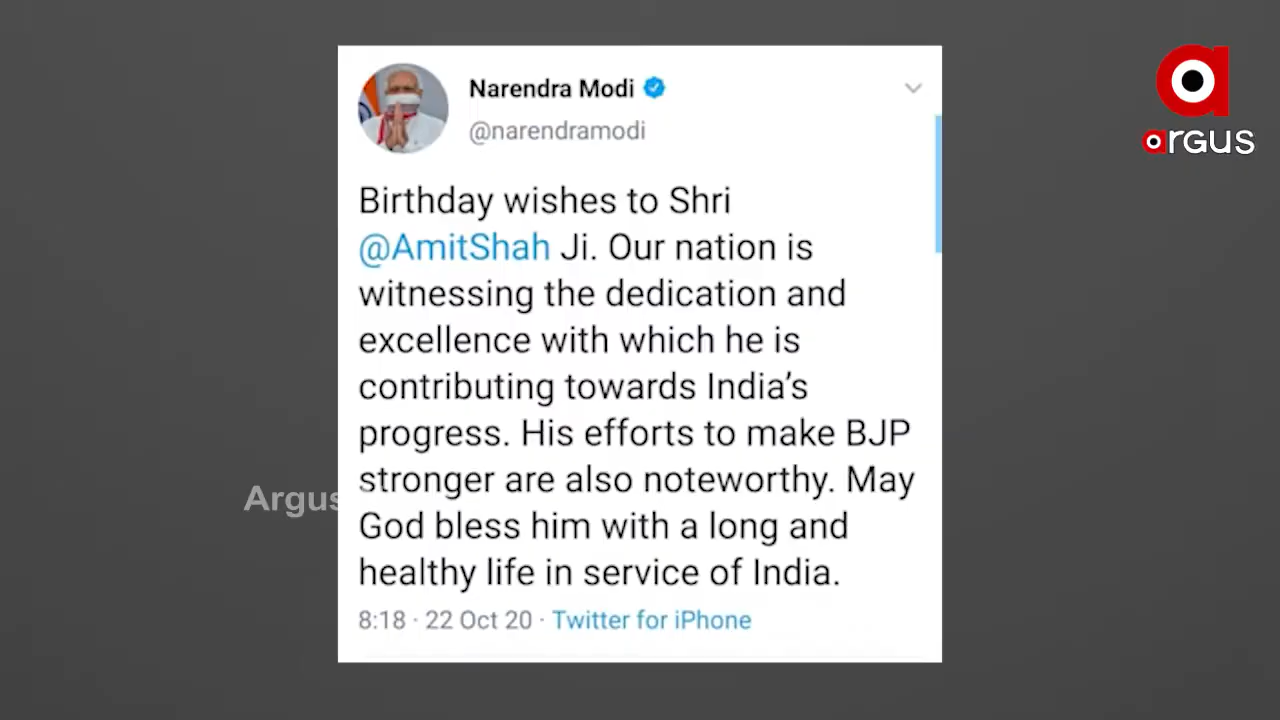 Narendra Modi
@narendramodi
Birthday wishes to Shri
@AmitShah Ji. Our nation is
witnessing the dedication and
excellence with which he is
contributing towards India's
progress. His efforts to make BJP
stronger are also noteworthy. May
God bless him with a long and
healthy life in service of India.
8:18 · 22 Oct 20 · Twitter for iPhone
argus
Argus